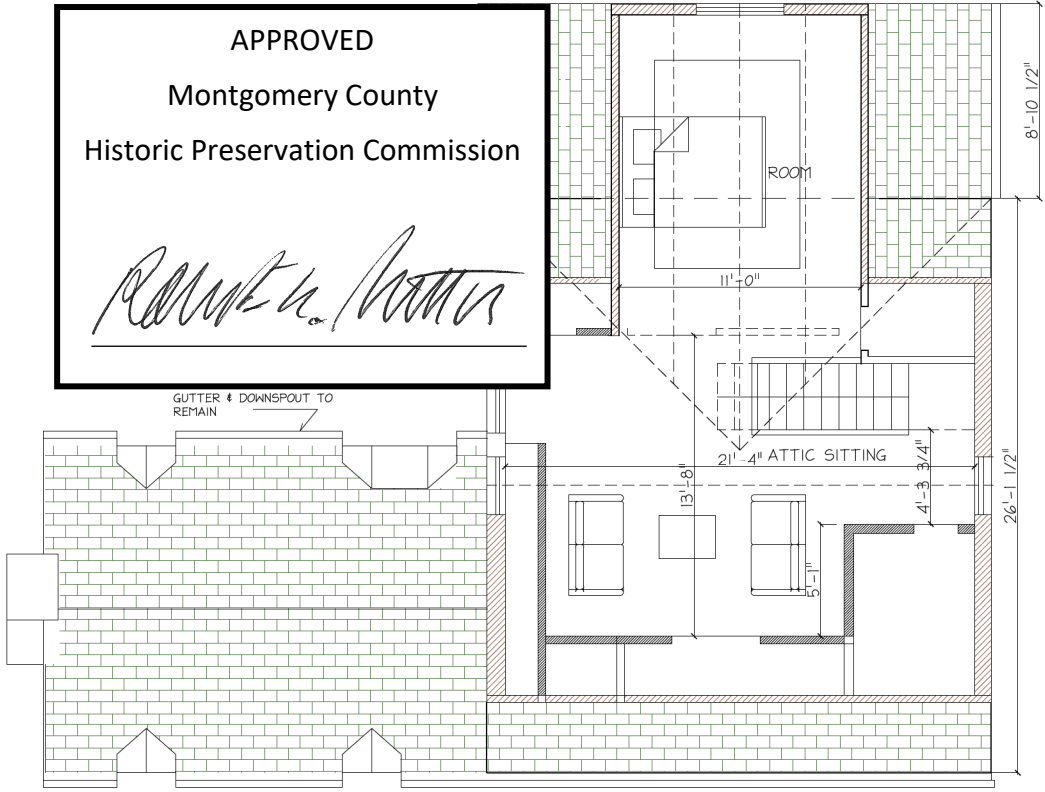 APPROVED
Montgomery County
Historic Preservation Commission
8'-10 1/2"
ROOM
11'-0"
GUTTER & DOWNSPOUT TO
REMAIN
21'-4" ATTIC SITTING
13'-8"
4'-3 3/4"
26'-1 1/2"
5'-1"